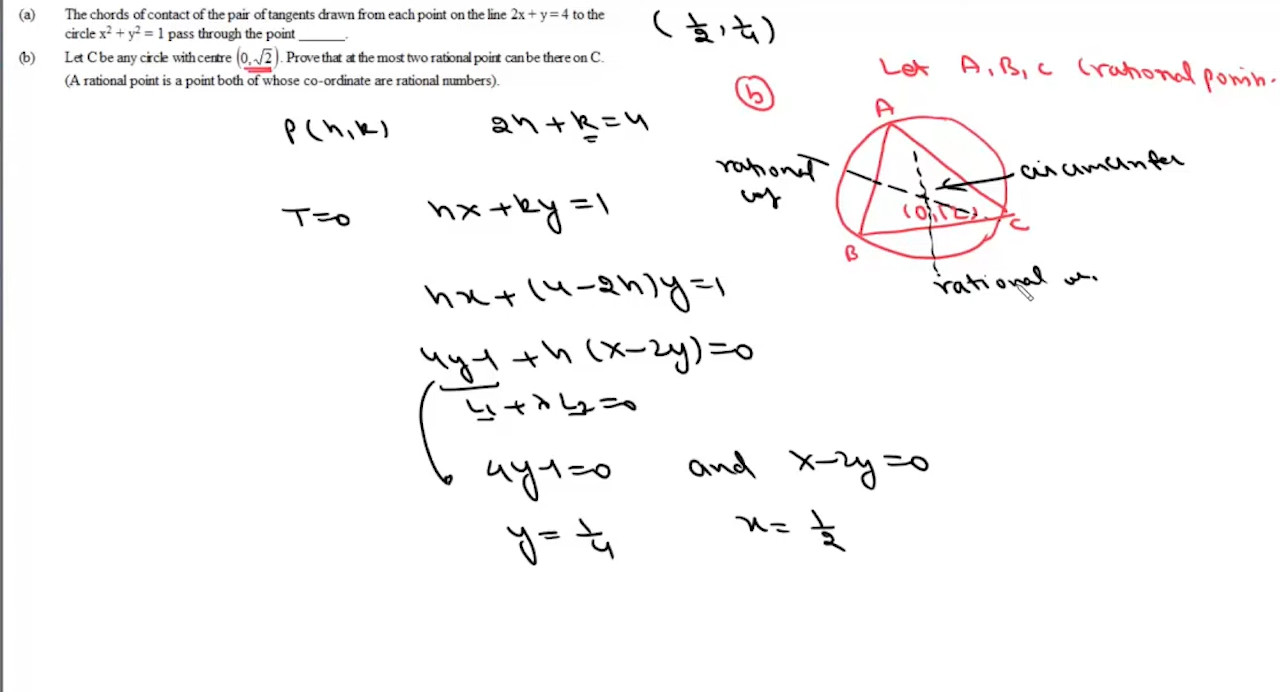 (a) The chords of contact of the pair of tangents drawn from each point on the line 2x + y = 4 to the
circle x² + y² = 1 pass through the point ______.
(b) Let C be any circle with centre (0, √2). Prove that at the most two rational point can be there on C.
(A rational point is a point both of whose co-ordinate are rational numbers).
(1/2, 1/4)
P(h,k) 2h + k = 4
T=0 hx + ky = 1
hx + (4-2h)y = 1
4y-1 + h(x-2y) = 0
L1 + λL2 = 0
4y-1 = 0 and x-2y = 0
y = 1/4 x = 1/2
(b)
Let A, B, C (rational
A
rational
circumcenter
(0,√2)
C
B
rational